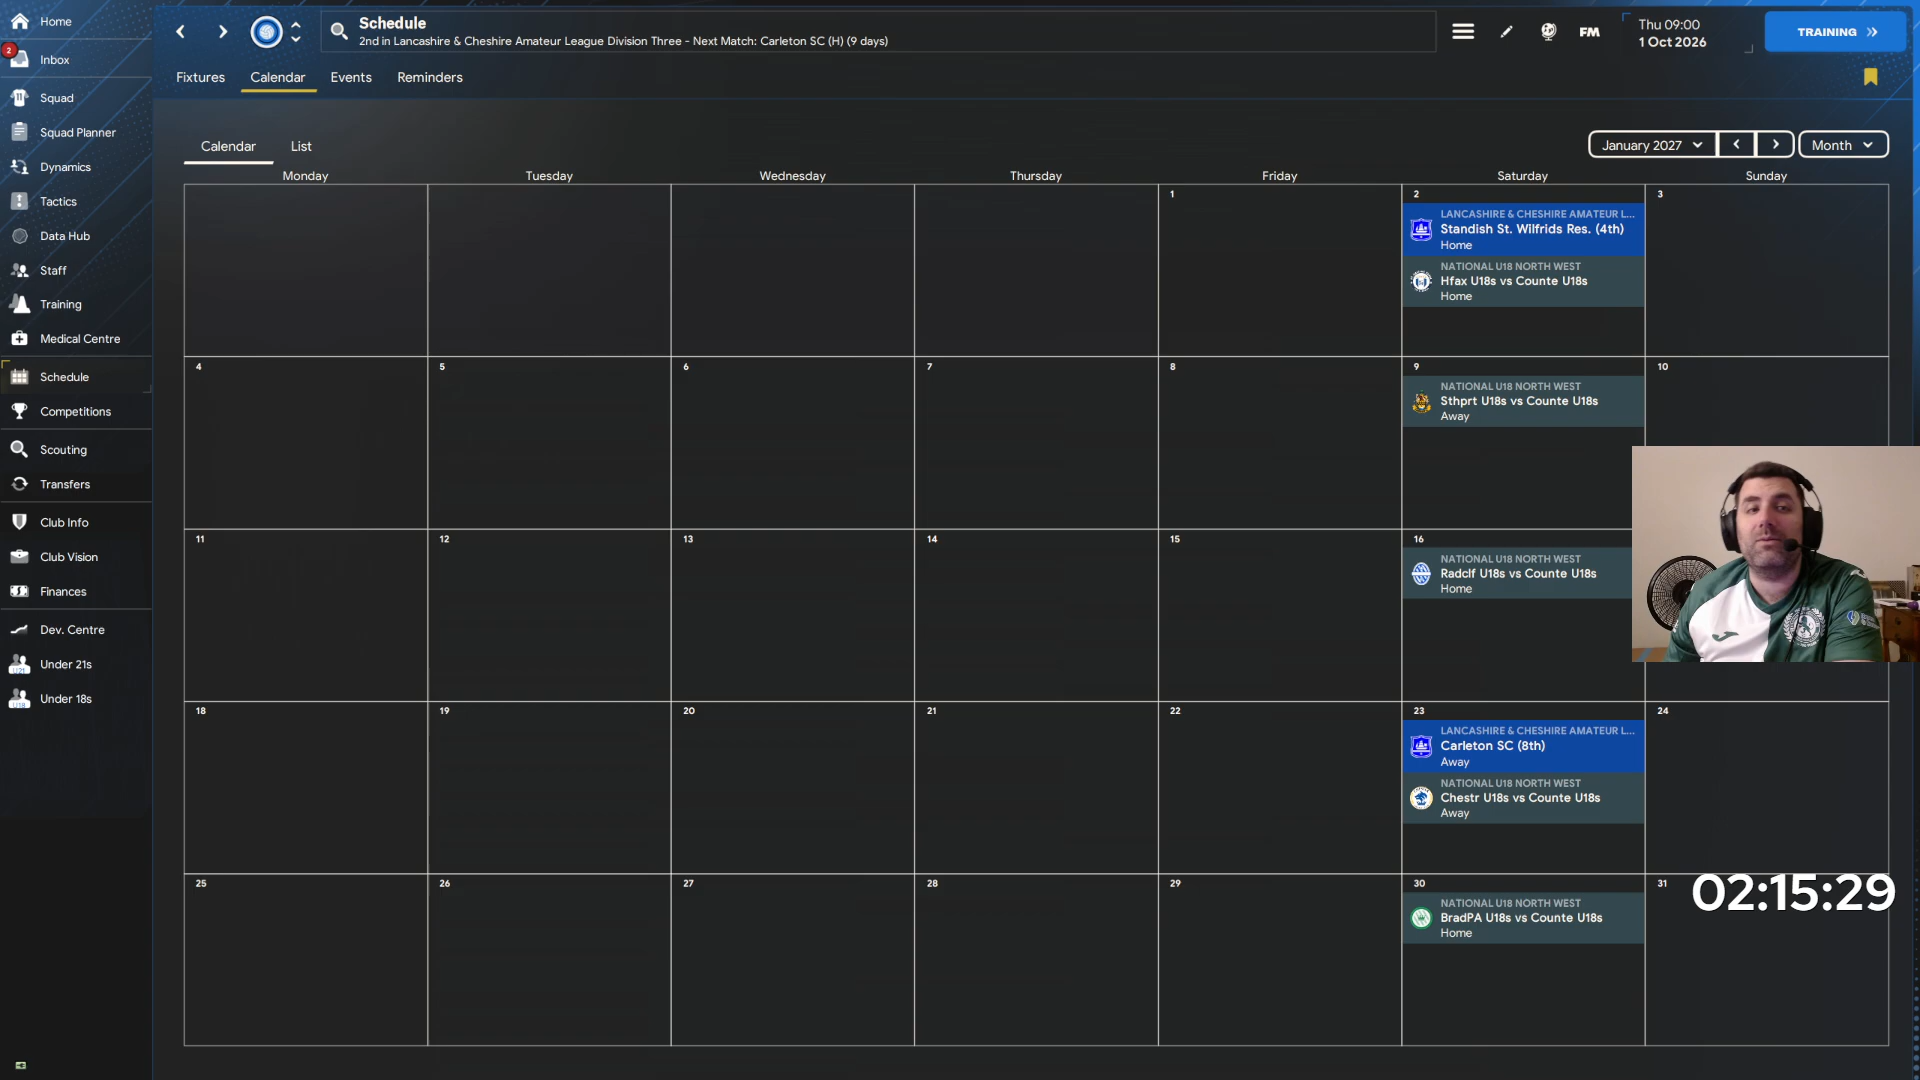 Home
2
Inbox
Squad
Squad Planner
Dynamics
Tactics
Data Hub
Staff
Training
Medical Centre
Schedule
Competitions
Scouting
Transfers
Club Info
Club Vision
Finances
Dev. Centre
Under 21s
Under 18s
Schedule
2nd in Lancashire & Cheshire Amateur League Division Three - Next Match: Carleton SC (H) (9 days)
FM
Thu 09:00
1 Oct 2026
TRAINING
Fixtures
Calendar
Events
Reminders
Calendar
List
January 2027
Month
Monday
Tuesday
Wednesday
Thursday
Friday
Saturday
Sunday
1
2
LANCASHIRE & CHESHIRE AMATEUR L...
Standish St. Wilfrids Res. (4th)
Home
NATIONAL U18 NORTH WEST
Hfax U18s vs Counte U18s
Home
3
4
5
6
7
8
9
NATIONAL U18 NORTH WEST
Sthprt U18s vs Counte U18s
Away
10
11
12
13
14
15
16
NATIONAL U18 NORTH WEST
Radclf U18s vs Counte U18s
Home
18
19
20
21
22
23
LANCASHIRE & CHESHIRE AMATEUR L...
Carleton SC (8th)
Away
NATIONAL U18 NORTH WEST
Chestr U18s vs Counte U18s
Away
24
25
26
27
28
29
30
NATIONAL U18 NORTH WEST
BradPA U18s vs Counte U18s
Home
31
02:15:29